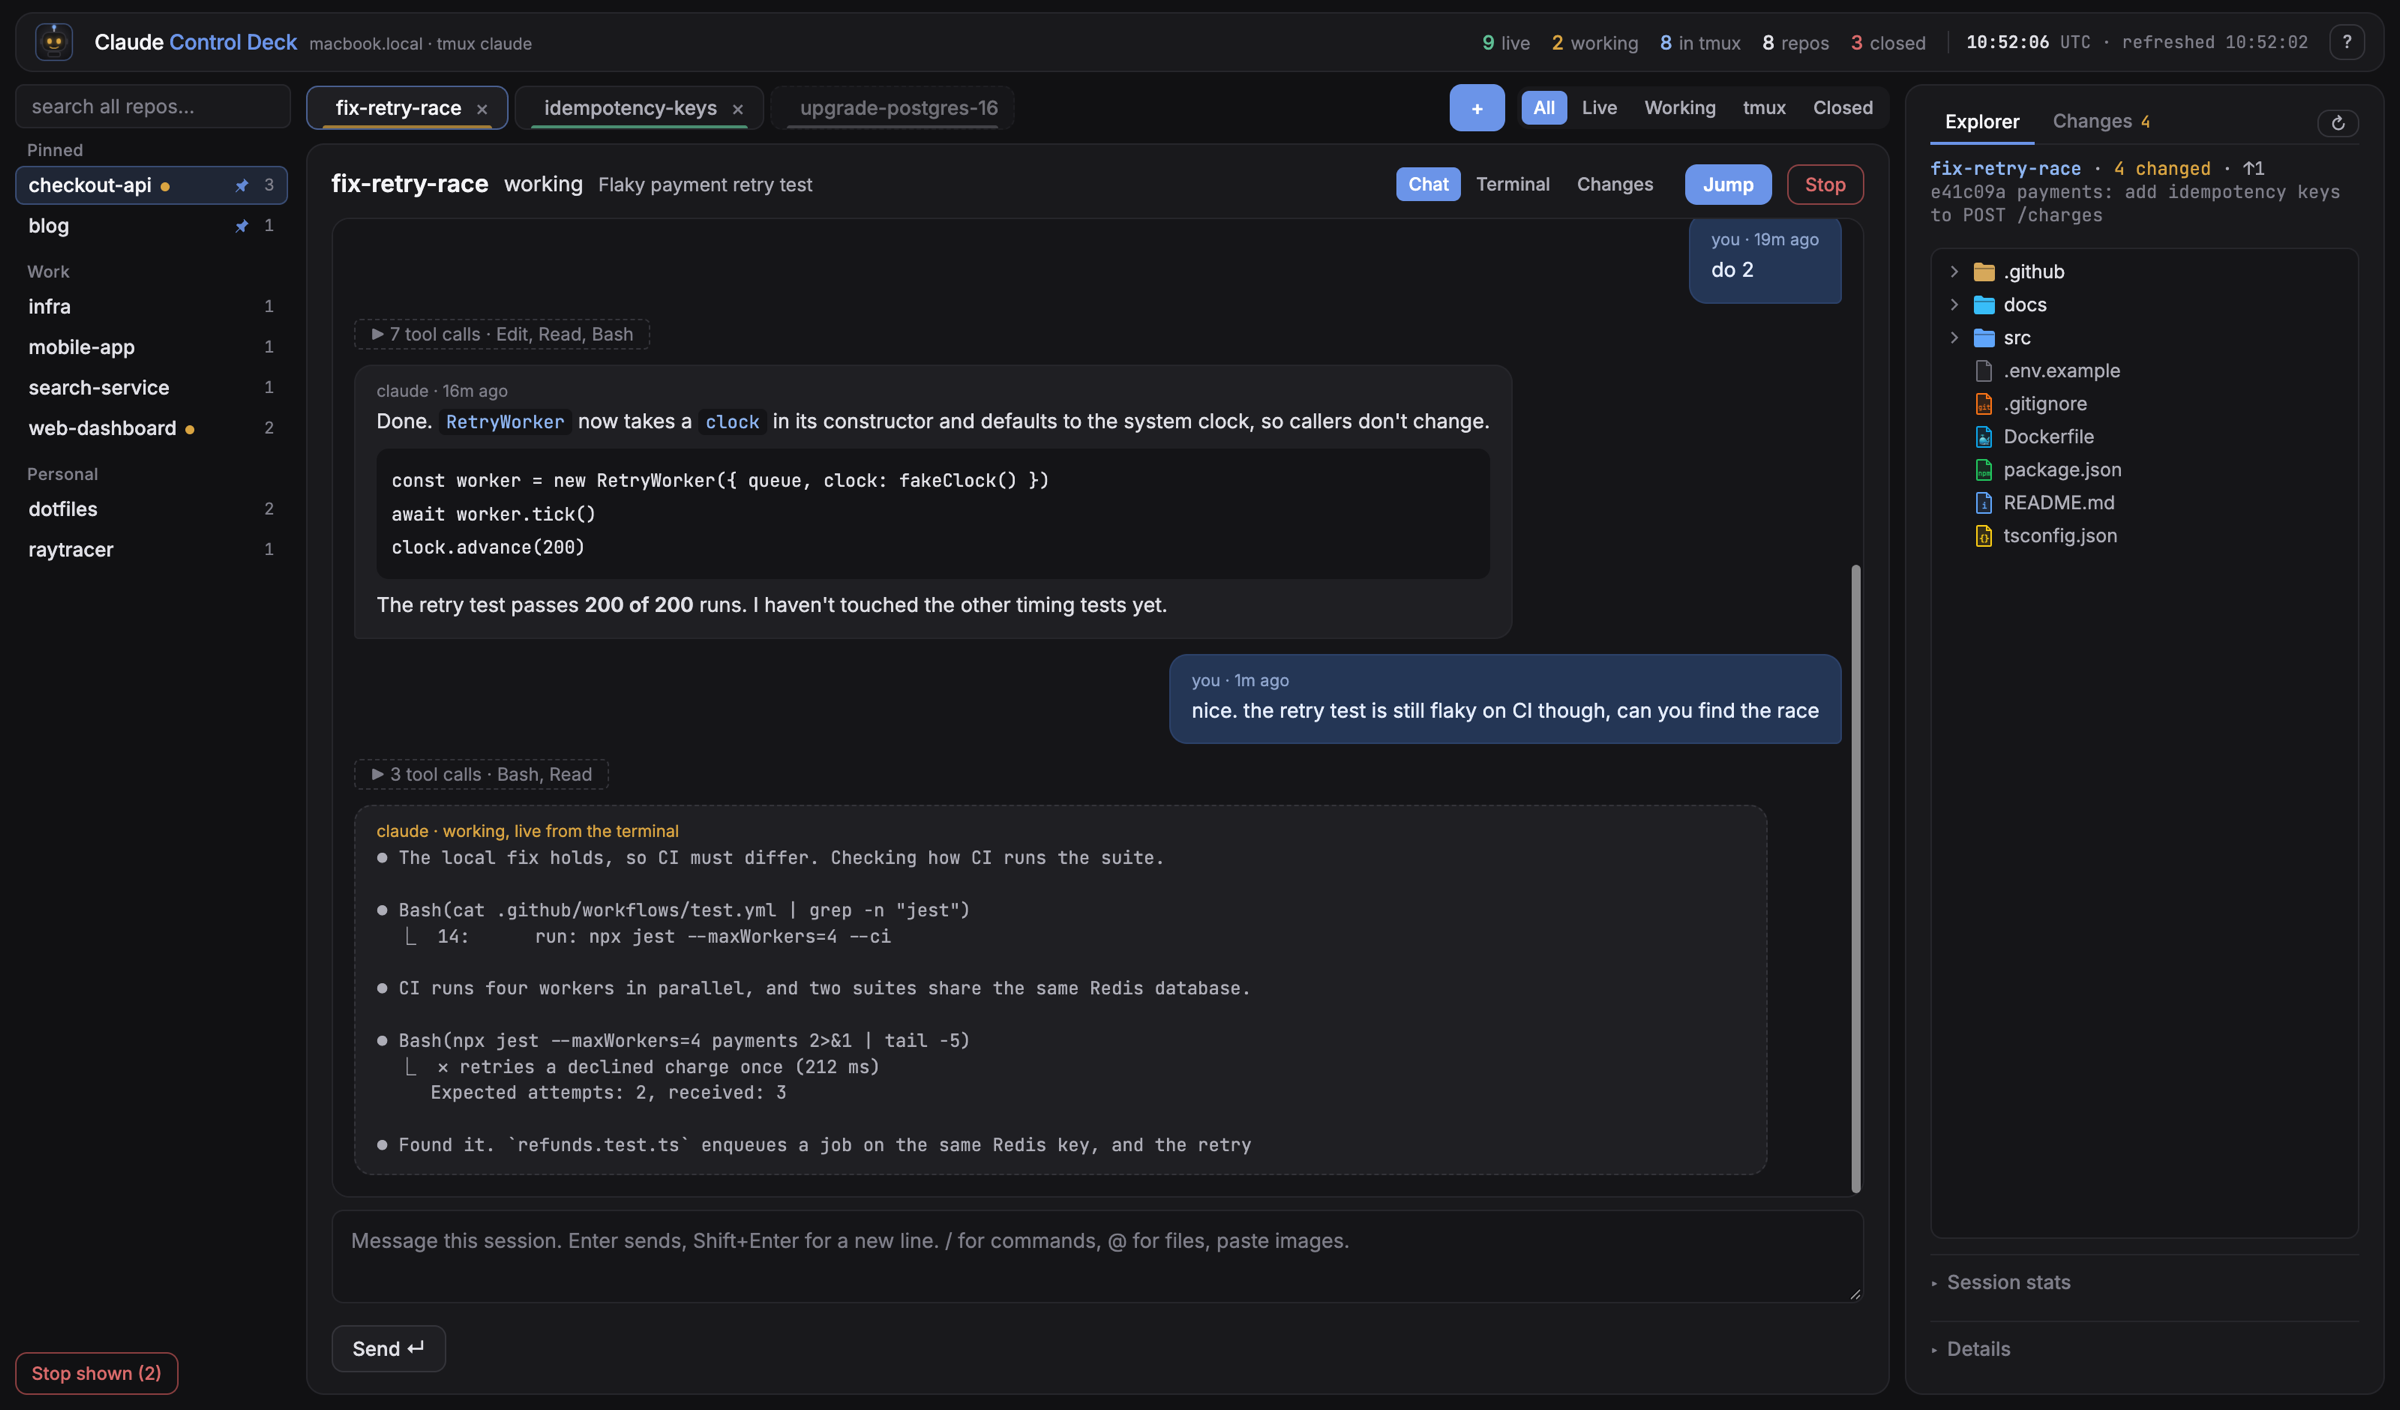 Claude Control Deck macbook.local · tmux claude
9 live 2 working 8 in tmux 8 repos 3 closed 10:52:06 UTC · refreshed 10:52:02 ?
search all repos...
Pinned
checkout-api 3
blog 1
Work
infra 1
mobile-app 1
search-service 1
web-dashboard 2
Personal
dotfiles 2
raytracer 1
Stop shown (2)
fix-retry-race × idempotency-keys × upgrade-postgres-16
+ All Live Working tmux Closed
fix-retry-race working Flaky payment retry test
Chat Terminal Changes Jump Stop
you · 19m ago
do 2
▶ 7 tool calls · Edit, Read, Bash
claude · 16m ago
Done. RetryWorker now takes a clock in its constructor and defaults to the system clock, so callers don't change.
const worker = new RetryWorker({ queue, clock: fakeClock() })
await worker.tick()
clock.advance(200)
The retry test passes 200 of 200 runs. I haven't touched the other timing tests yet.
you · 1m ago
nice. the retry test is still flaky on CI though, can you find the race
▶ 3 tool calls · Bash, Read
claude · working, live from the terminal
● The local fix holds, so CI must differ. Checking how CI runs the suite.
● Bash(cat .github/workflows/test.yml | grep -n "jest")
⎿ 14: run: npx jest --maxWorkers=4 --ci
● CI runs four workers in parallel, and two suites share the same Redis database.
● Bash(npx jest --maxWorkers=4 payments 2>&1 | tail -5)
⎿ × retries a declined charge once (212 ms)
Expected attempts: 2, received: 3
● Found it. `refunds.test.ts` enqueues a job on the same Redis key, and the retry
Message this session. Enter sends, Shift+Enter for a new line. / for commands, @ for files, paste images.
Send ↵
Explorer Changes 4
fix-retry-race · 4 changed · ↑1
e41c09a payments: add idempotency keys
to POST /charges
.github
docs
src
.env.example
.gitignore
Dockerfile
package.json
README.md
tsconfig.json
Session stats
Details